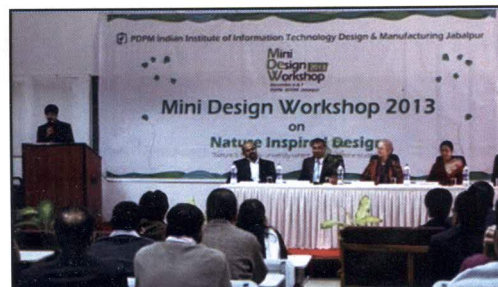 PDPM Indian Institute of Information Technology Design & Manufacturing Jabalpur
Mini
Design 2013
Workshop
Mini Design Workshop 2013
on
Nature Inspired Design